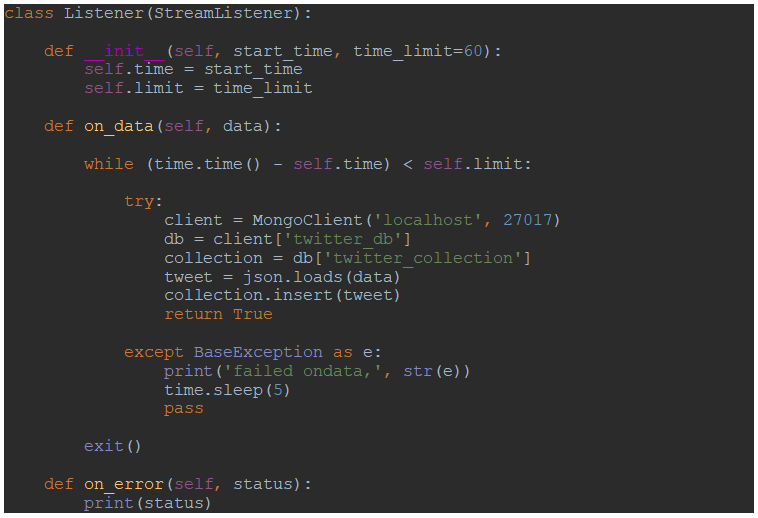 class Listener(StreamListener):
    def __init__(self, start_time, time_limit=60):
        self.time = start_time
        self.limit = time_limit
    def on_data(self, data):
        while (time.time() - self.time) < self.limit:
            try:
                client = MongoClient('localhost', 27017)
                db = client['twitter_db']
                collection = db['twitter_collection']
                tweet = json.loads(data)
                collection.insert(tweet)
                return True
            except BaseException as e:
                print('failed ondata,', str(e))
                time.sleep(5)
                pass
        exit()
    def on_error(self, status):
        print(status)